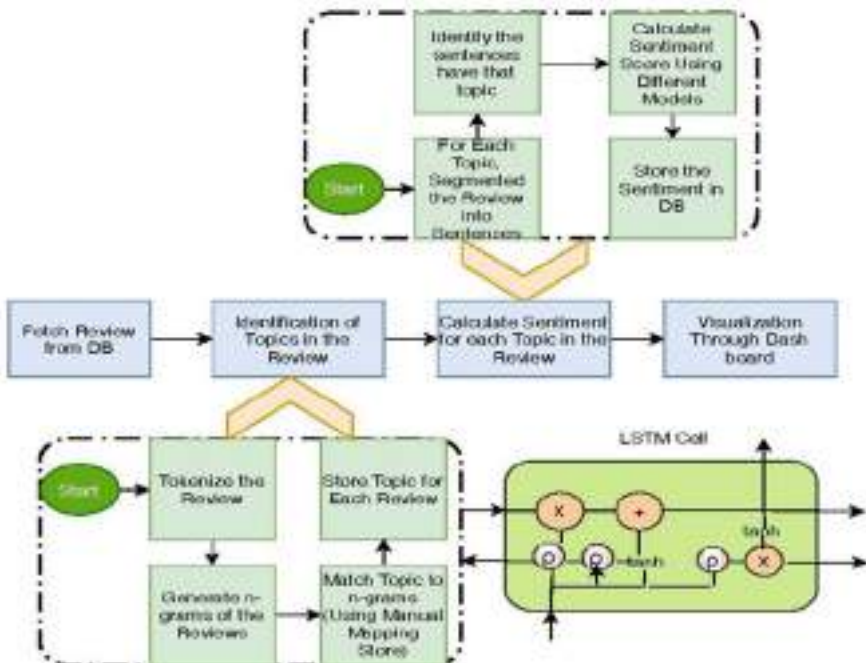 Identify the
sentences
have that
topic
Calculate
Sentiment
Score Using
Different
Models
Start
For Each
Topic,
Segmented
the Review
into
Sentences
Store the
Sentiment in
DB
Fetch Review
from DB
Identification of
Topics in the
Review
Calculate Sentiment
for each Topic in the
Review
Visualization
Through Dash
board
Start
Tokenize the
Review
Store Topic for
Each Review
Generate n-
grams of the
Reviews
Match Topic to
n-grams
(Using Manual
Mapping
Store)
LSTM Cell
x
+
tanh
ρ
ρ
tanh
ρ
x